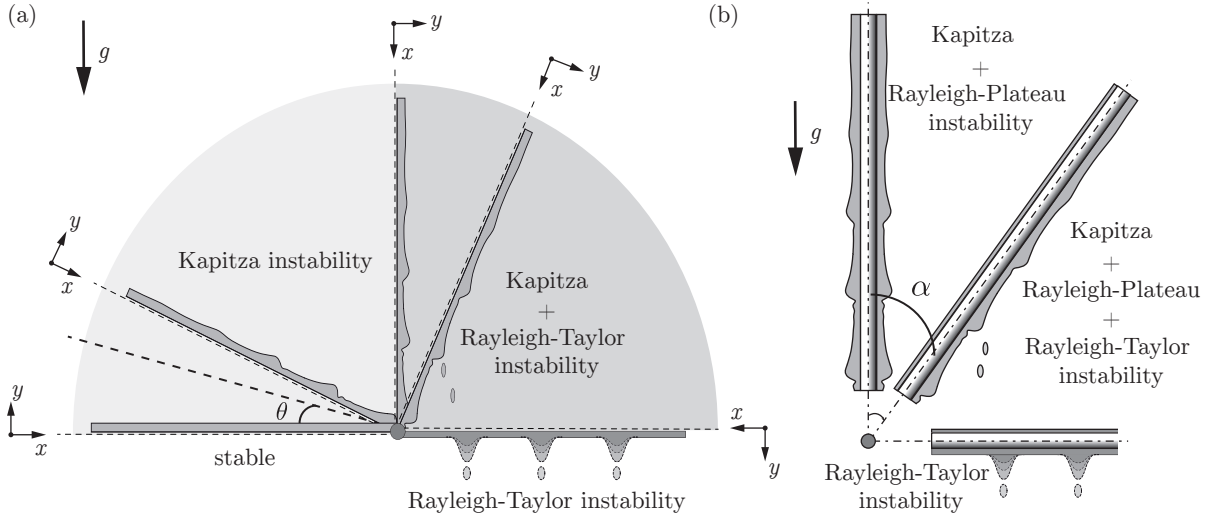 (a)
g
y
x
y
x
y
x
Kapitza instability
Kapitza
+
Rayleigh-Taylor
instability
θ
y
x
stable
x
y
Rayleigh-Taylor instability
(b)
g
Kapitza
+
Rayleigh-Plateau
instability
α
Kapitza
+
Rayleigh-Plateau
+
Rayleigh-Taylor
instability
Rayleigh-Taylor
instability